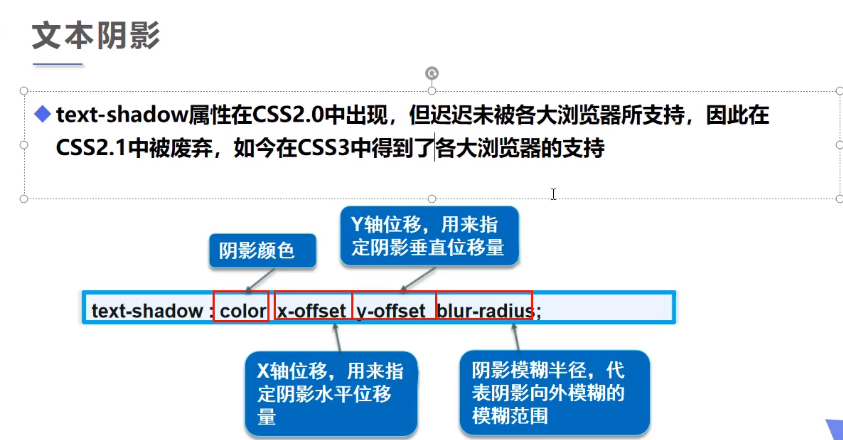 文本阴影
text-shadow属性在CSS2.0中出现，但迟迟未被各大浏览器所支持，因此在
CSS2.1中被废弃，如今在CSS3中得到了各大浏览器的支持
阴影颜色
Y轴位移，用来指
定阴影垂直位移量
text-shadow : color x-offset y-offset blur-radius;
X轴位移，用来指
定阴影水平位移
量
阴影模糊半径，代
表阴影向外模糊的
模糊范围